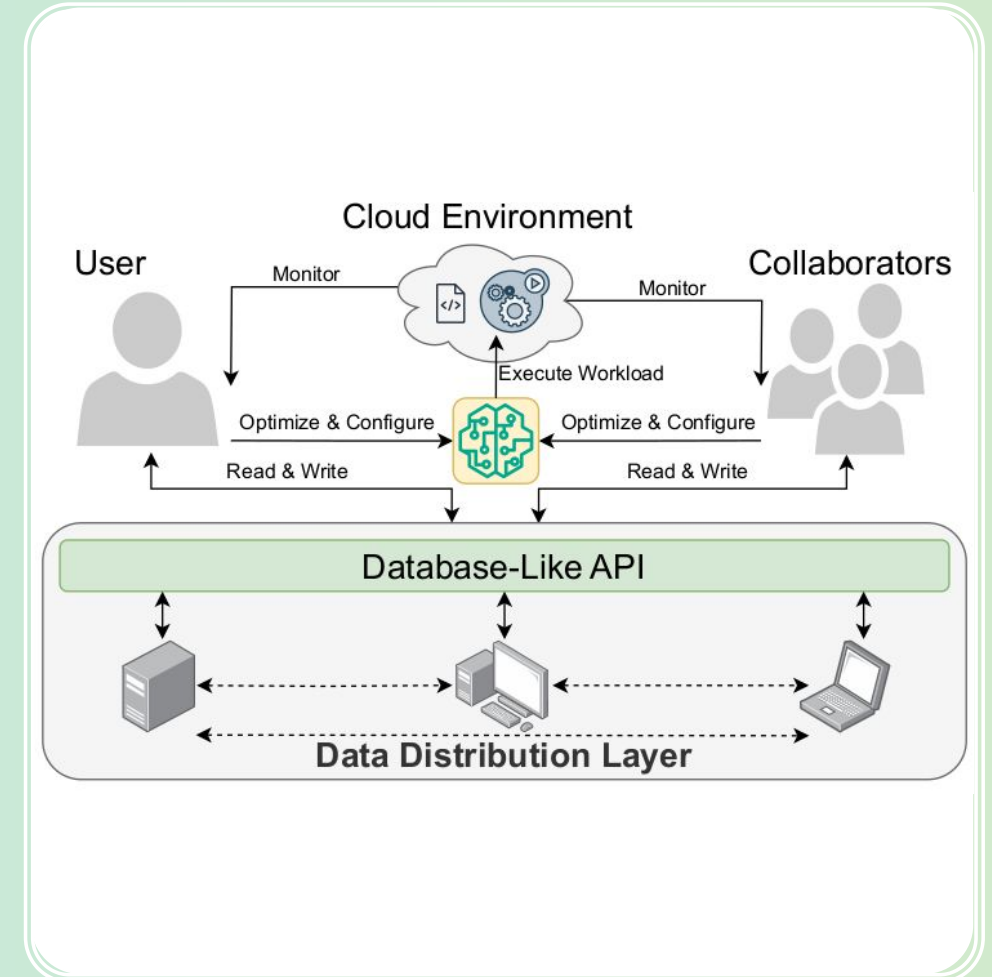 Cloud Environment
User
Collaborators
Monitor
Monitor
</>
Execute Workload
Optimize & Configure
Optimize & Configure
Read & Write
Read & Write
Database-Like API
Data Distribution Layer